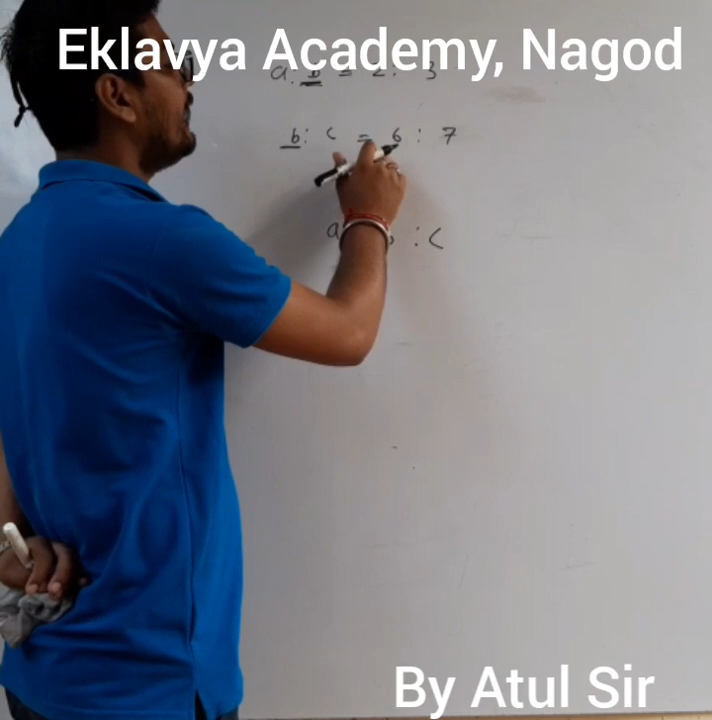 Eklavya Academy, Nagod
a : b = 2 : 3
b : c = 6 : 7
a : c
By Atul Sir